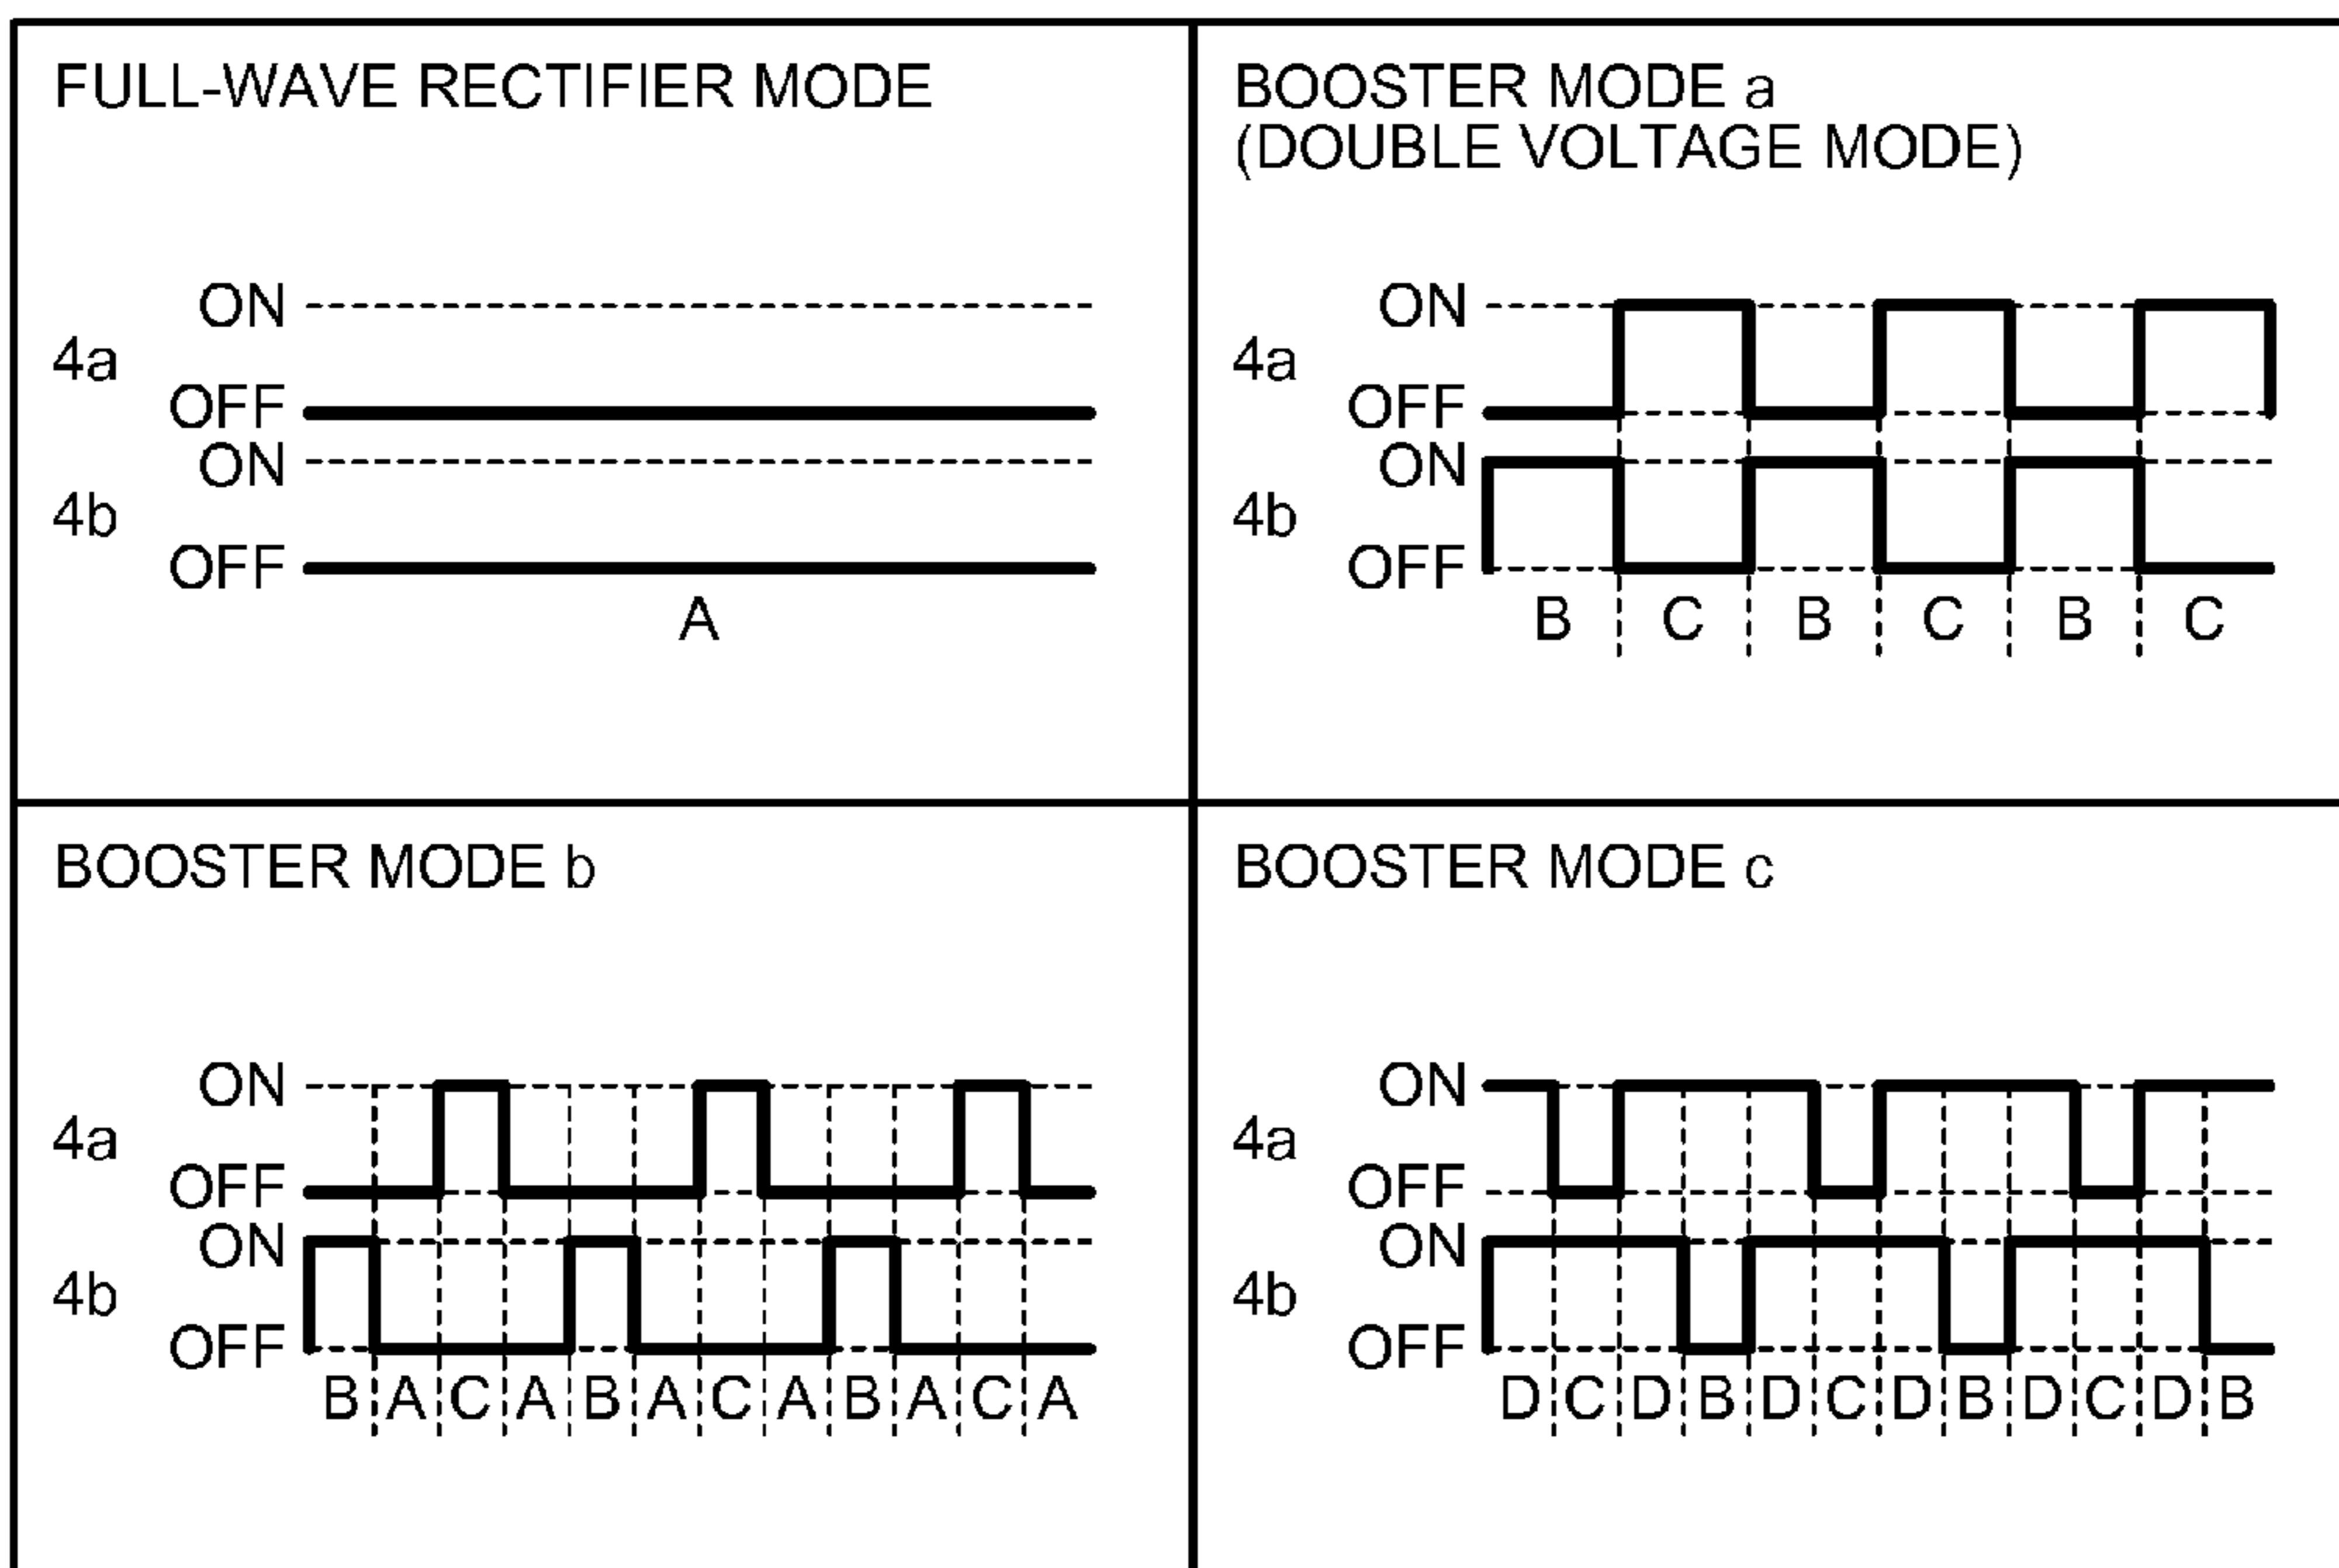 FULL-WAVE RECTIFIER MODE
ON
4a
OFF
ON
4b
OFF
A
BOOSTER MODE a
(DOUBLE VOLTAGE MODE)
ON
4a
OFF
ON
4b
OFF
B C B C B C
BOOSTER MODE b
ON
4a
OFF
ON
4b
OFF
B A C A B A C A B A C A
BOOSTER MODE c
ON
4a
OFF
ON
4b
OFF
D C D B D C D B D C D B